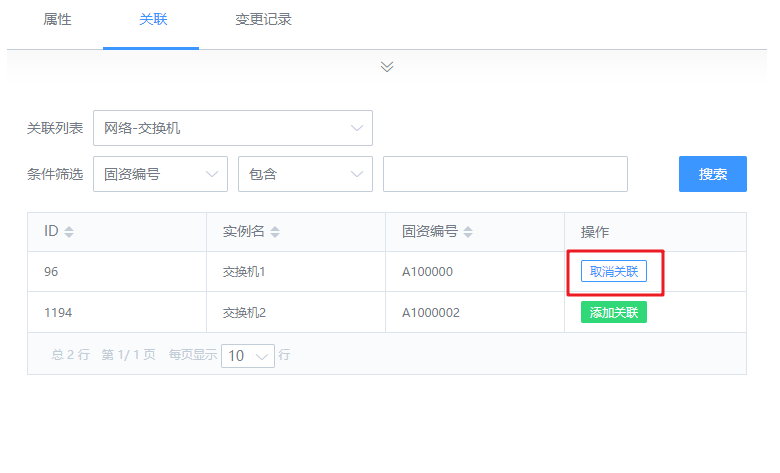 属性 关联 变更记录
关联列表 网络-交换机
条件筛选 固资编号 包含 搜索
ID 实例名 固资编号 操作
96 交换机1 A100000 取消关联
1194 交换机2 A1000002 添加关联
总 2 行 第 1/ 1 页 每页显示 10 行